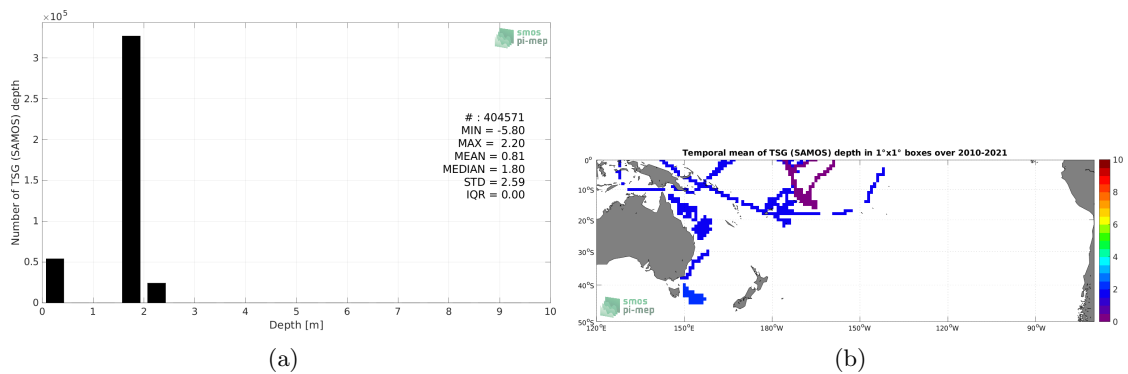 ×10⁵
3.5
3
2.5
2
1.5
1
0.5
0
Number of TSG (SAMOS) depth
smos
pi-mep
# : 404571
MIN = -5.80
MAX = 2.20
MEAN = 0.81
MEDIAN = 1.80
STD = 2.59
IQR = 0.00
0 1 2 3 4 5 6 7 8 9 10
Depth [m]
(a)
Temporal mean of TSG (SAMOS) depth in 1°x1° boxes over 2010-2021
0°
10°S
20°S
30°S
40°S
50°S
smos
pi-mep
120°E 150°E 180°W 150°W 120°W 90°W
10
8
6
4
2
0
(b)